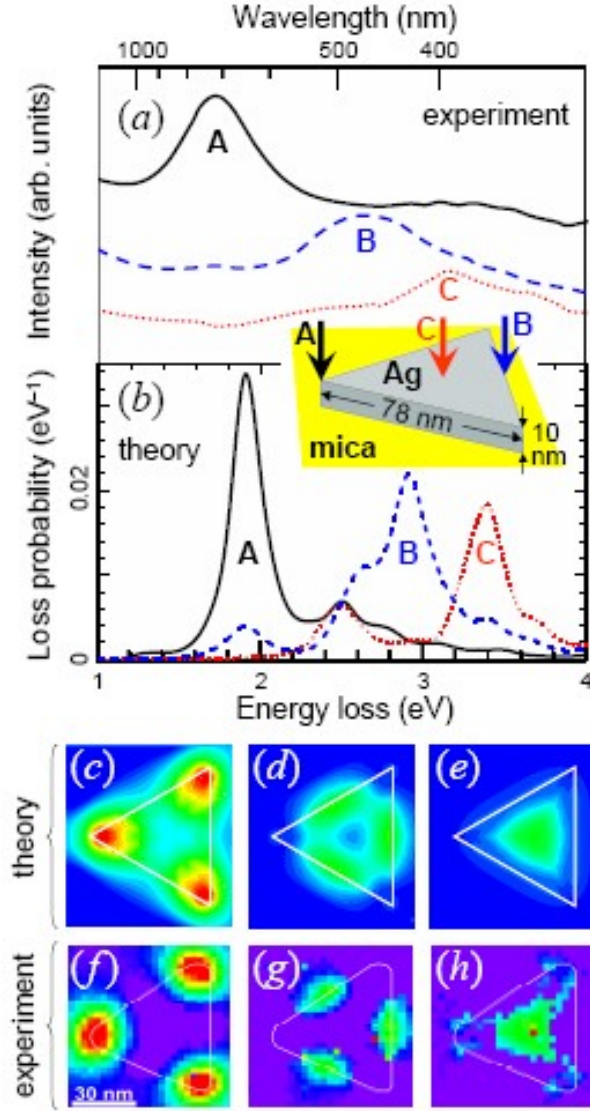 Wavelength (nm)
1000 500 400
(a) experiment
A
B
C
Intensity (arb. units)
A C B
Ag
78 nm
10
nm
mica
(b)
theory
A B C
Loss probability (eV⁻¹)
0.02
0
1 2 3 4
Energy loss (eV)
theory
(c) (d) (e)
experiment
(f) (g) (h)
30 nm